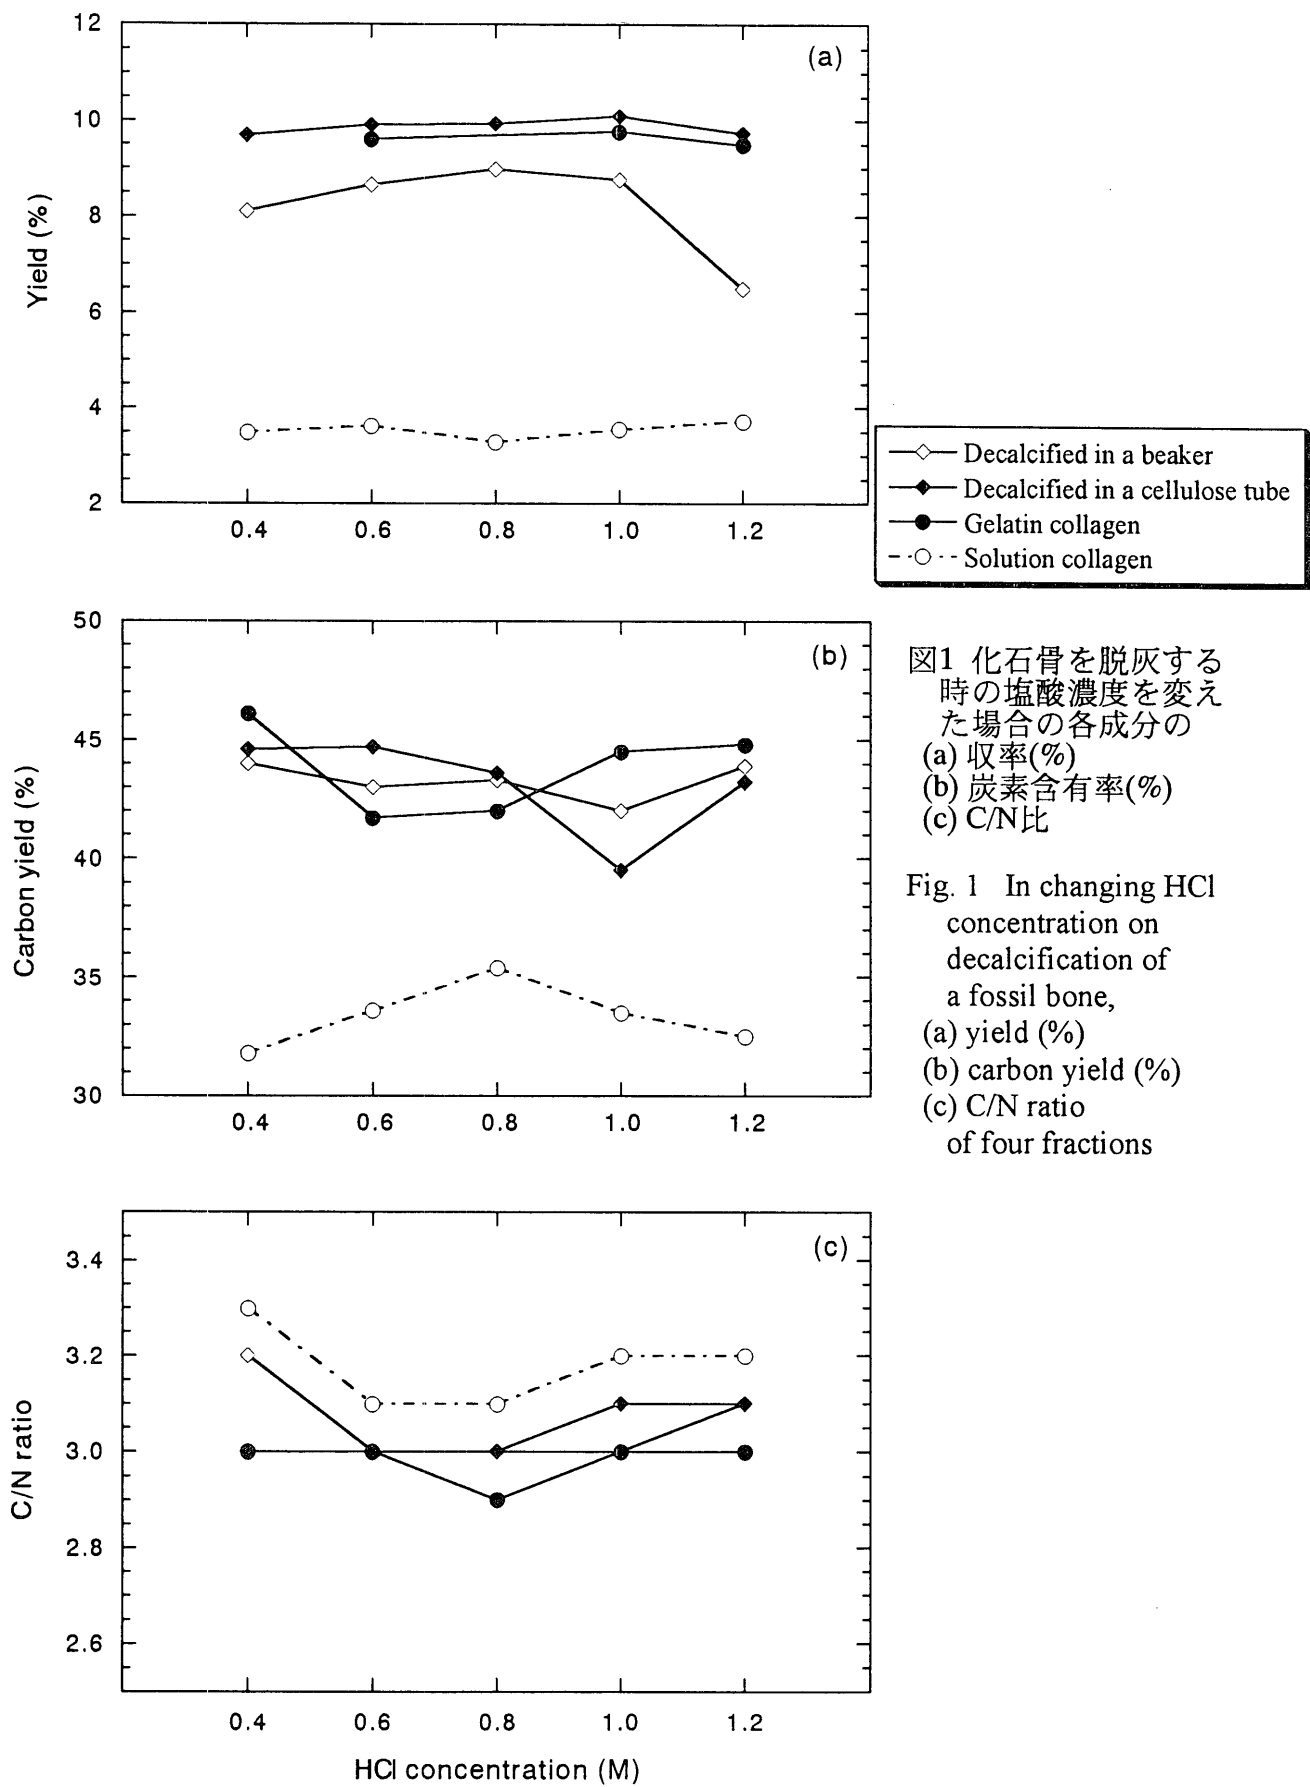 12
10
8
6
4
2
Yield (%)
(a)
0.4 0.6 0.8 1.0 1.2
Decalcified in a beaker
Decalcified in a cellulose tube
Gelatin collagen
Solution collagen
50
45
40
35
30
Carbon yield (%)
(b)
0.4 0.6 0.8 1.0 1.2
図1 化石骨を脱灰する
時の塩酸濃度を変え
た場合の各成分の
(a) 収率(%)
(b) 炭素含有率(%)
(c) C/N比
Fig. 1 In changing HCl
concentration on
decalcification of
a fossil bone,
(a) yield (%)
(b) carbon yield (%)
(c) C/N ratio
of four fractions
3.4
3.2
3.0
2.8
2.6
C/N ratio
(c)
0.4 0.6 0.8 1.0 1.2
HCl concentration (M)